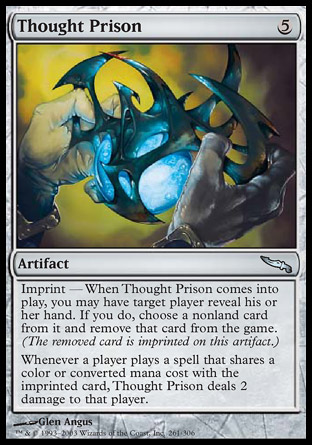 Thought Prison 5
Artifact
Imprint — When Thought Prison comes into
play, you may have target player reveal his or
her hand. If you do, choose a nonland card
from it and remove that card from the game.
(The removed card is imprinted on this artifact.)
Whenever a player plays a spell that shares a
color or converted mana cost with the
imprinted card, Thought Prison deals 2
damage to that player.
Glen Angus
™ & © 1993–2003 Wizards of the Coast, Inc. 261/306